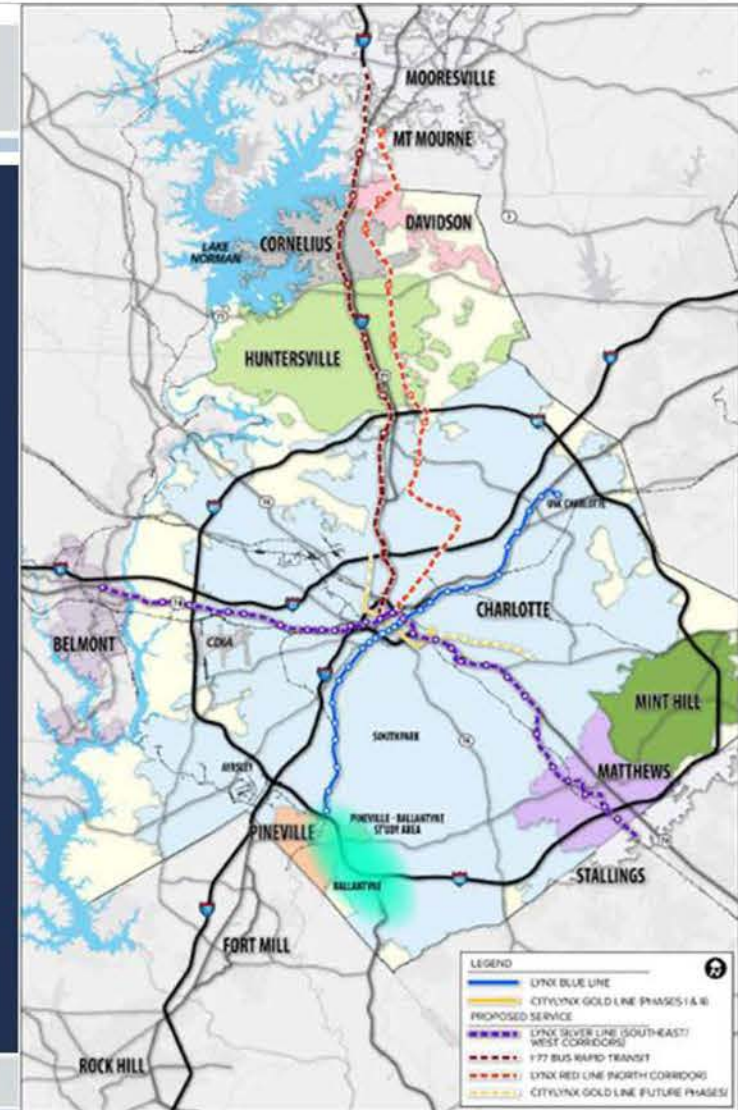 MOORESVILLE
MT MOURNE
DAVIDSON
CORNELIUS
LAKE
NORMAN
HUNTERSVILLE
UNC CHARLOTTE
CHARLOTTE
BELMONT
CDIA
MINT HILL
SOUTHPARK
MATTHEWS
AYRSLEY
PINEVILLE
PINEVILLE - BALLANTYNE
STUDY AREA
BALLANTYNE
STALLINGS
FORT MILL
ROCK HILL
LEGEND
LYNX BLUE LINE
CITYLYNX GOLD LINE (PHASES I & II)
PROPOSED SERVICE
LYNX SILVER LINE (SOUTHEAST/
WEST CORRIDORS)
I-77 BUS RAPID TRANSIT
LYNX RED LINE (NORTH CORRIDOR)
CITYLYNX GOLD LINE (FUTURE PHASES)